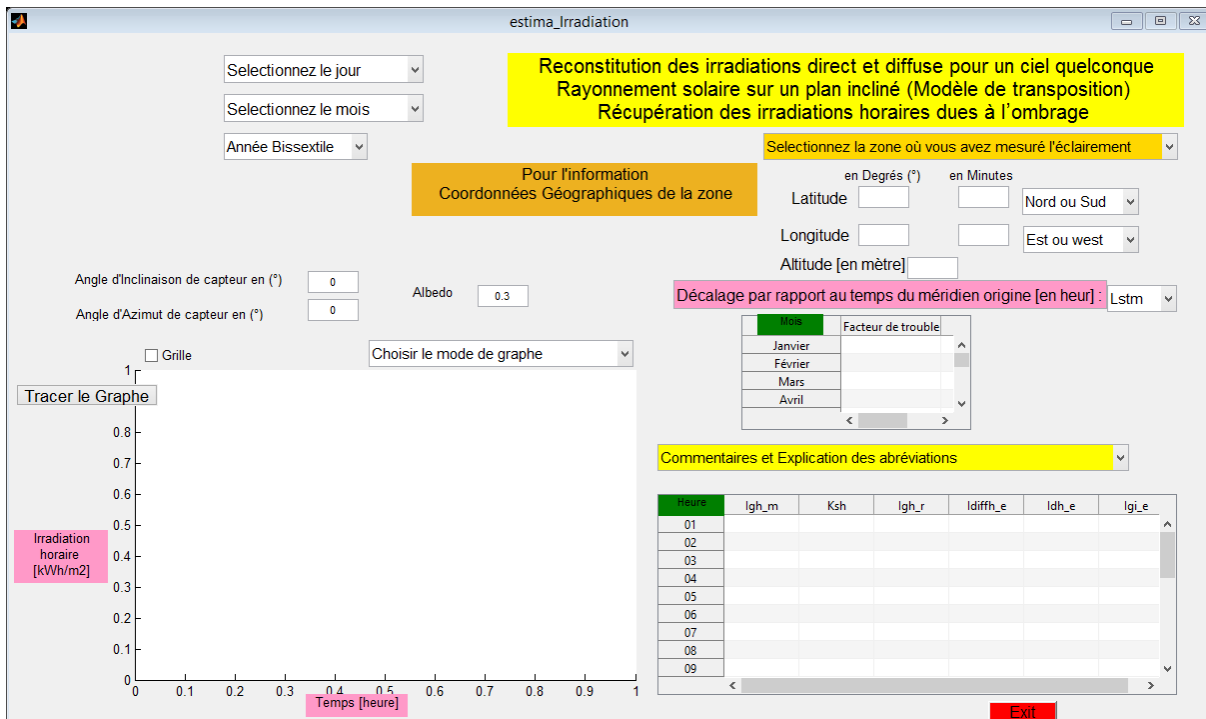 estima_Irradiation
Selectionnez le jour
Selectionnez le mois
Année Bissextile
Reconstitution des irradiations direct et diffuse pour un ciel quelconque
Rayonnement solaire sur un plan incliné (Modèle de transposition)
Récupération des irradiations horaires dues à l'ombrage
Selectionnez la zone où vous avez mesuré l'éclairement
Pour l'information
Coordonnées Géographiques de la zone
en Degrés (°) en Minutes
Latitude Nord ou Sud
Longitude Est ou west
Altitude [en mètre]
Angle d'Inclinaison de capteur en (°) 0
Angle d'Azimut de capteur en (°) 0
Albedo 0.3
Décalage par rapport au temps du méridien origine [en heur] : Lstm
Mois Facteur de trouble
Janvier
Février
Mars
Avril
Grille
Choisir le mode de graphe
Tracer le Graphe
1
0.8
0.7
0.6
0.5
0.4
0.3
0.2
0.1
0
Irradiation
horaire
[kWh/m2]
0 0.1 0.2 0.3 0.4 0.5 0.6 0.7 0.8 0.9 1
Temps [heure]
Commentaires et Explication des abréviations
Heure Igh_m Ksh Igh_r Idiffh_e Idh_e Igi_e
01
02
03
04
05
06
07
08
09
Exit